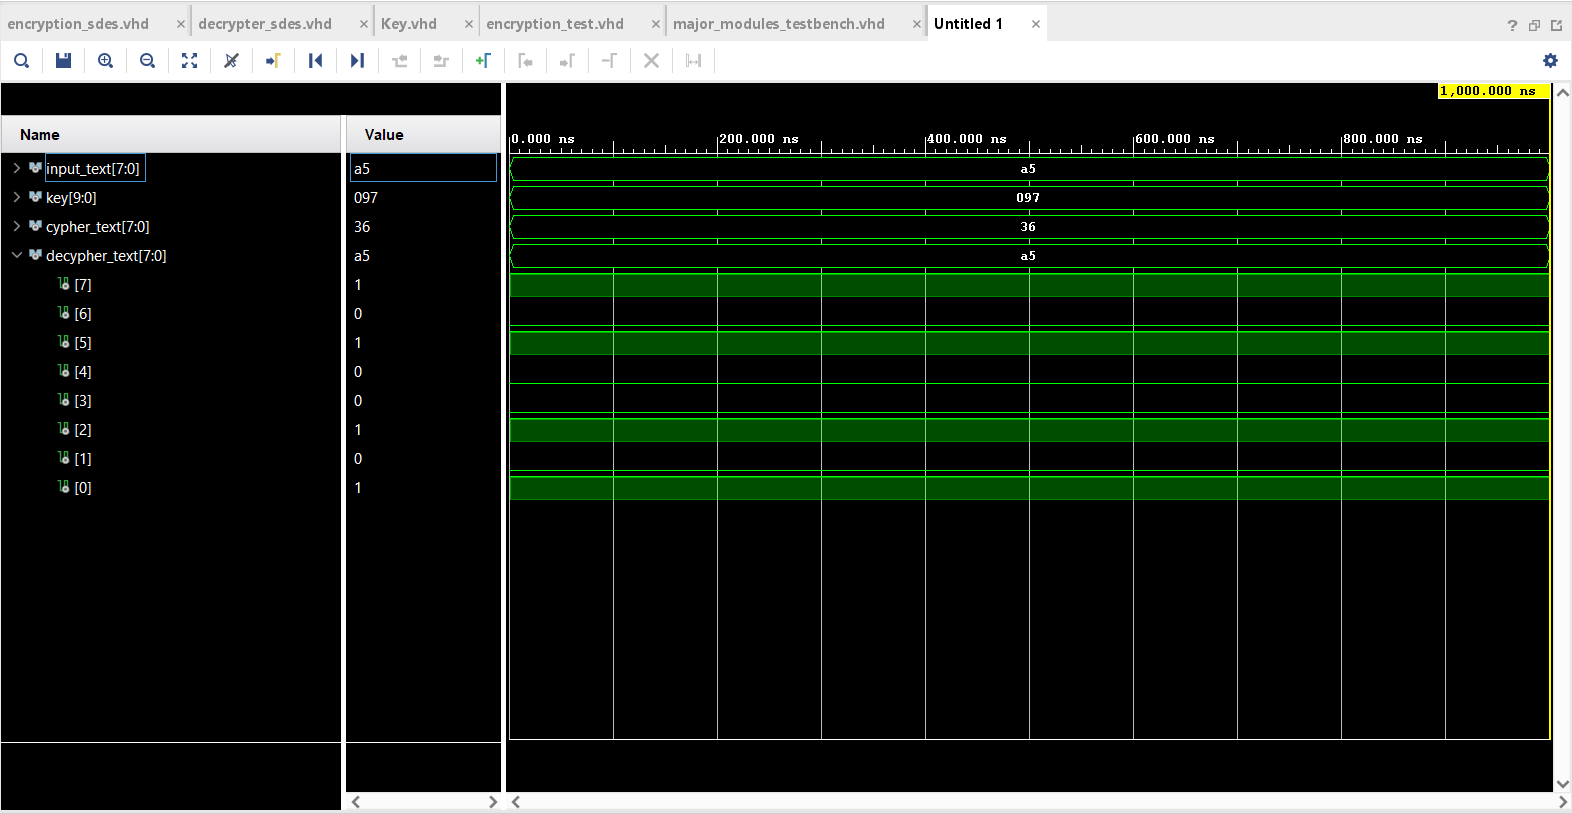 encryption_sdes.vhd × decrypter_sdes.vhd × Key.vhd × encryption_test.vhd × major_modules_testbench.vhd × Untitled 1 × ?
1,000.000 ns
Name Value 0.000 ns 200.000 ns 400.000 ns 600.000 ns 800.000 ns
input_text[7:0] a5 a5
key[9:0] 097 097
cypher_text[7:0] 36 36
decypher_text[7:0] a5 a5
[7] 1
[6] 0
[5] 1
[4] 0
[3] 0
[2] 1
[1] 0
[0] 1